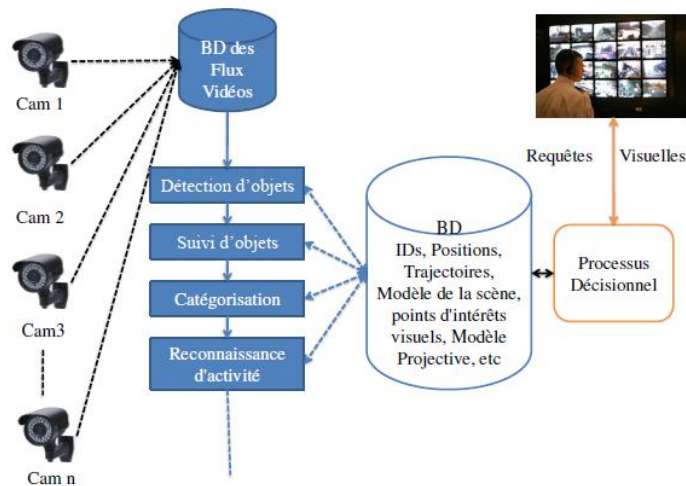 Cam 1
Cam 2
Cam3
Cam n
BD des
Flux
Vidéos
Détection d'objets
Suivi d'objets
Catégorisation
Reconnaissance
d'activité
BD
IDs, Positions,
Trajectoires,
Modèle de la scène,
points d'intérêts
visuels, Modèle
Projective, etc
Requêtes Visuelles
Processus
Décisionnel